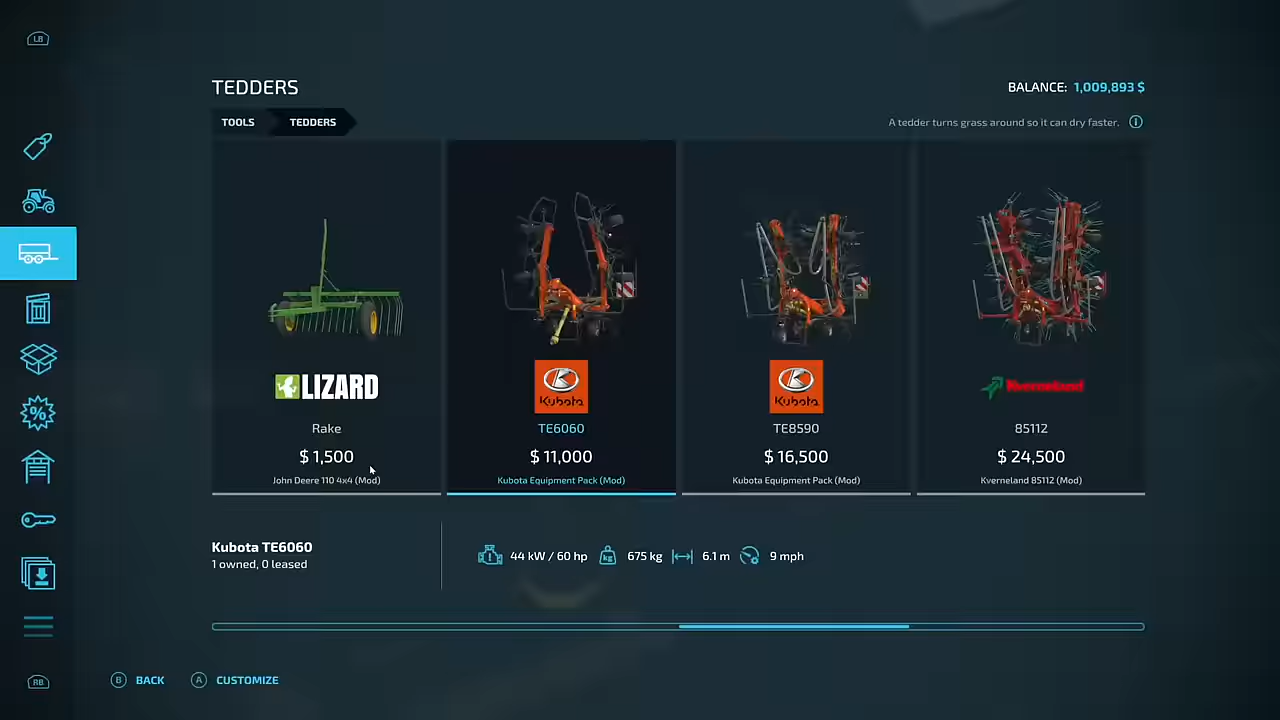 LB
TEDDERS
BALANCE: 1,009,893 $
TOOLS TEDDERS
A tedder turns grass around so it can dry faster.
LIZARD
Rake
$ 1,500
John Deere 110 4x4 (Mod)
Kubota
TE6060
$ 11,000
Kubota Equipment Pack (Mod)
Kubota
TE8590
$ 16,500
Kubota Equipment Pack (Mod)
Kverneland
85112
$ 24,500
Kverneland 85112 (Mod)
Kubota TE6060
1 owned, 0 leased
44 kW / 60 hp kg 675 kg 6.1 m 9 mph
RB
B BACK A CUSTOMIZE